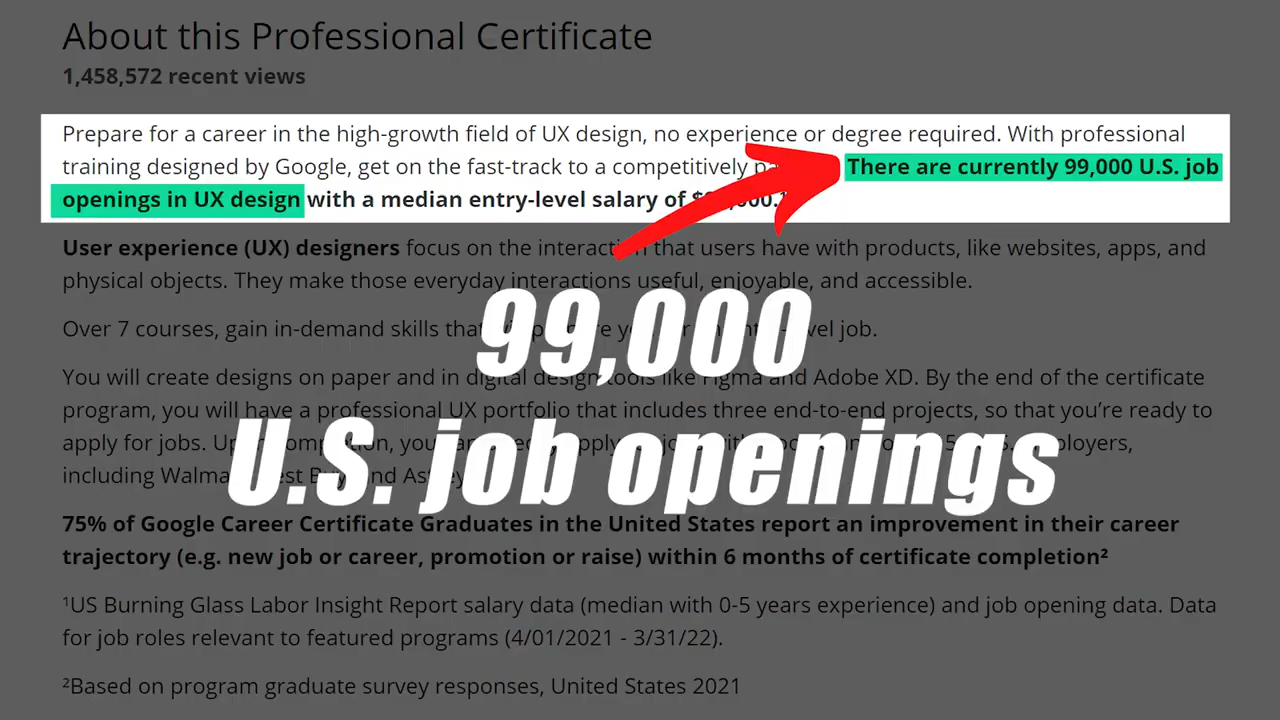 About this Professional Certificate
1,458,572 recent views
Prepare for a career in the high-growth field of UX design, no experience or degree required. With professional
training designed by Google, get on the fast-track to a competitively There are currently 99,000 U.S. job
openings in UX design with a median entry-level salary of
User experience (UX) designers focus on the interaction that users have with products, like websites, apps, and
physical objects. They make those everyday interactions useful, enjoyable, and accessible.
99,000
Over 7 courses, gain in-demand skills that job.
You will create designs on paper and in digital design tools like Figma and Adobe XD. By the end of the certificate
program, you will have a professional UX portfolio that includes three end-to-end projects, so that you're ready to
apply for jobs.
U.S. job openings
including
75% of Google Career Certificate Graduates in the United States report an improvement in their career
trajectory (e.g. new job or career, promotion or raise) within 6 months of certificate completion²
¹US Burning Glass Labor Insight Report salary data (median with 0-5 years experience) and job opening data. Data
for job roles relevant to featured programs (4/01/2021 - 3/31/22).
²Based on program graduate survey responses, United States 2021